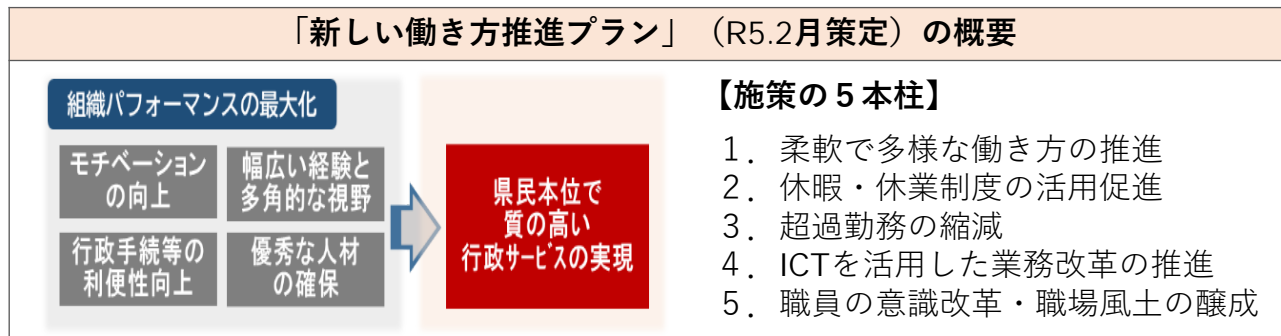 「新しい働き方推進プラン」（R5.2月策定）の概要
組織パフォーマンスの最大化
モチベーション
の向上
幅広い経験と
多角的な視野
行政手続等の
利便性向上
優秀な人材
の確保
県民本位で
質の高い
行政サービスの実現
【施策の５本柱】
１．柔軟で多様な働き方の推進
２．休暇・休業制度の活用促進
３．超過勤務の縮減
４．ICTを活用した業務改革の推進
５．職員の意識改革・職場風土の醸成